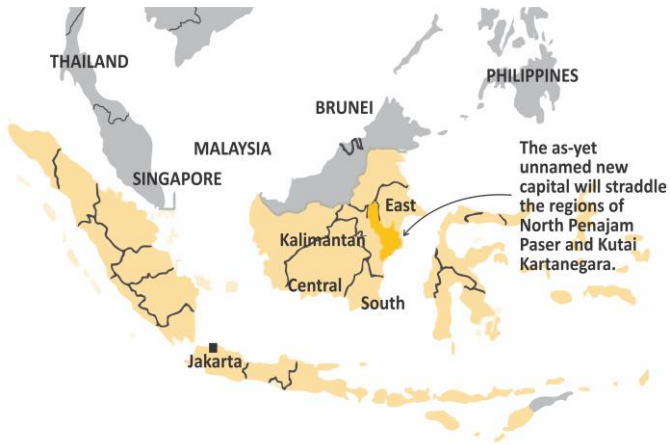 THAILAND
PHILIPPINES
BRUNEI
MALAYSIA
SINGAPORE
The as-yet
unnamed new
capital will straddle
the regions of
North Penajam
Paser and Kutai
Kartanegara.
East
Kalimantan
Central
South
Jakarta